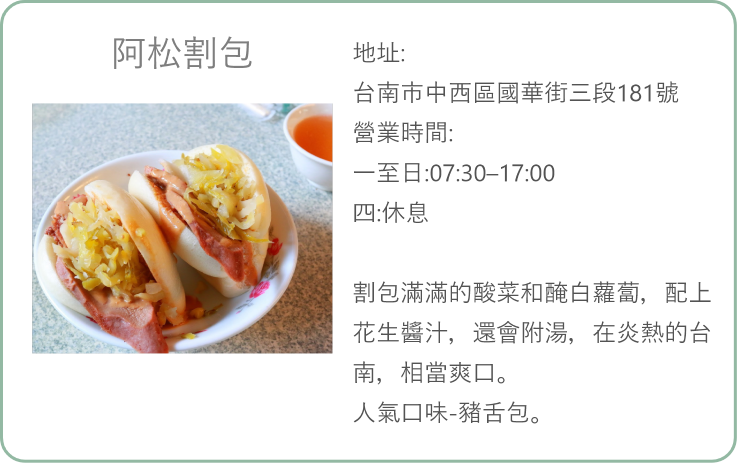 阿松割包
地址:
台南市中西區國華街三段181號
營業時間:
一至日:07:30–17:00
四:休息
割包滿滿的酸菜和醃白蘿蔔，配上
花生醬汁，還會附湯，在炎熱的台
南，相當爽口。
人氣口味-豬舌包。